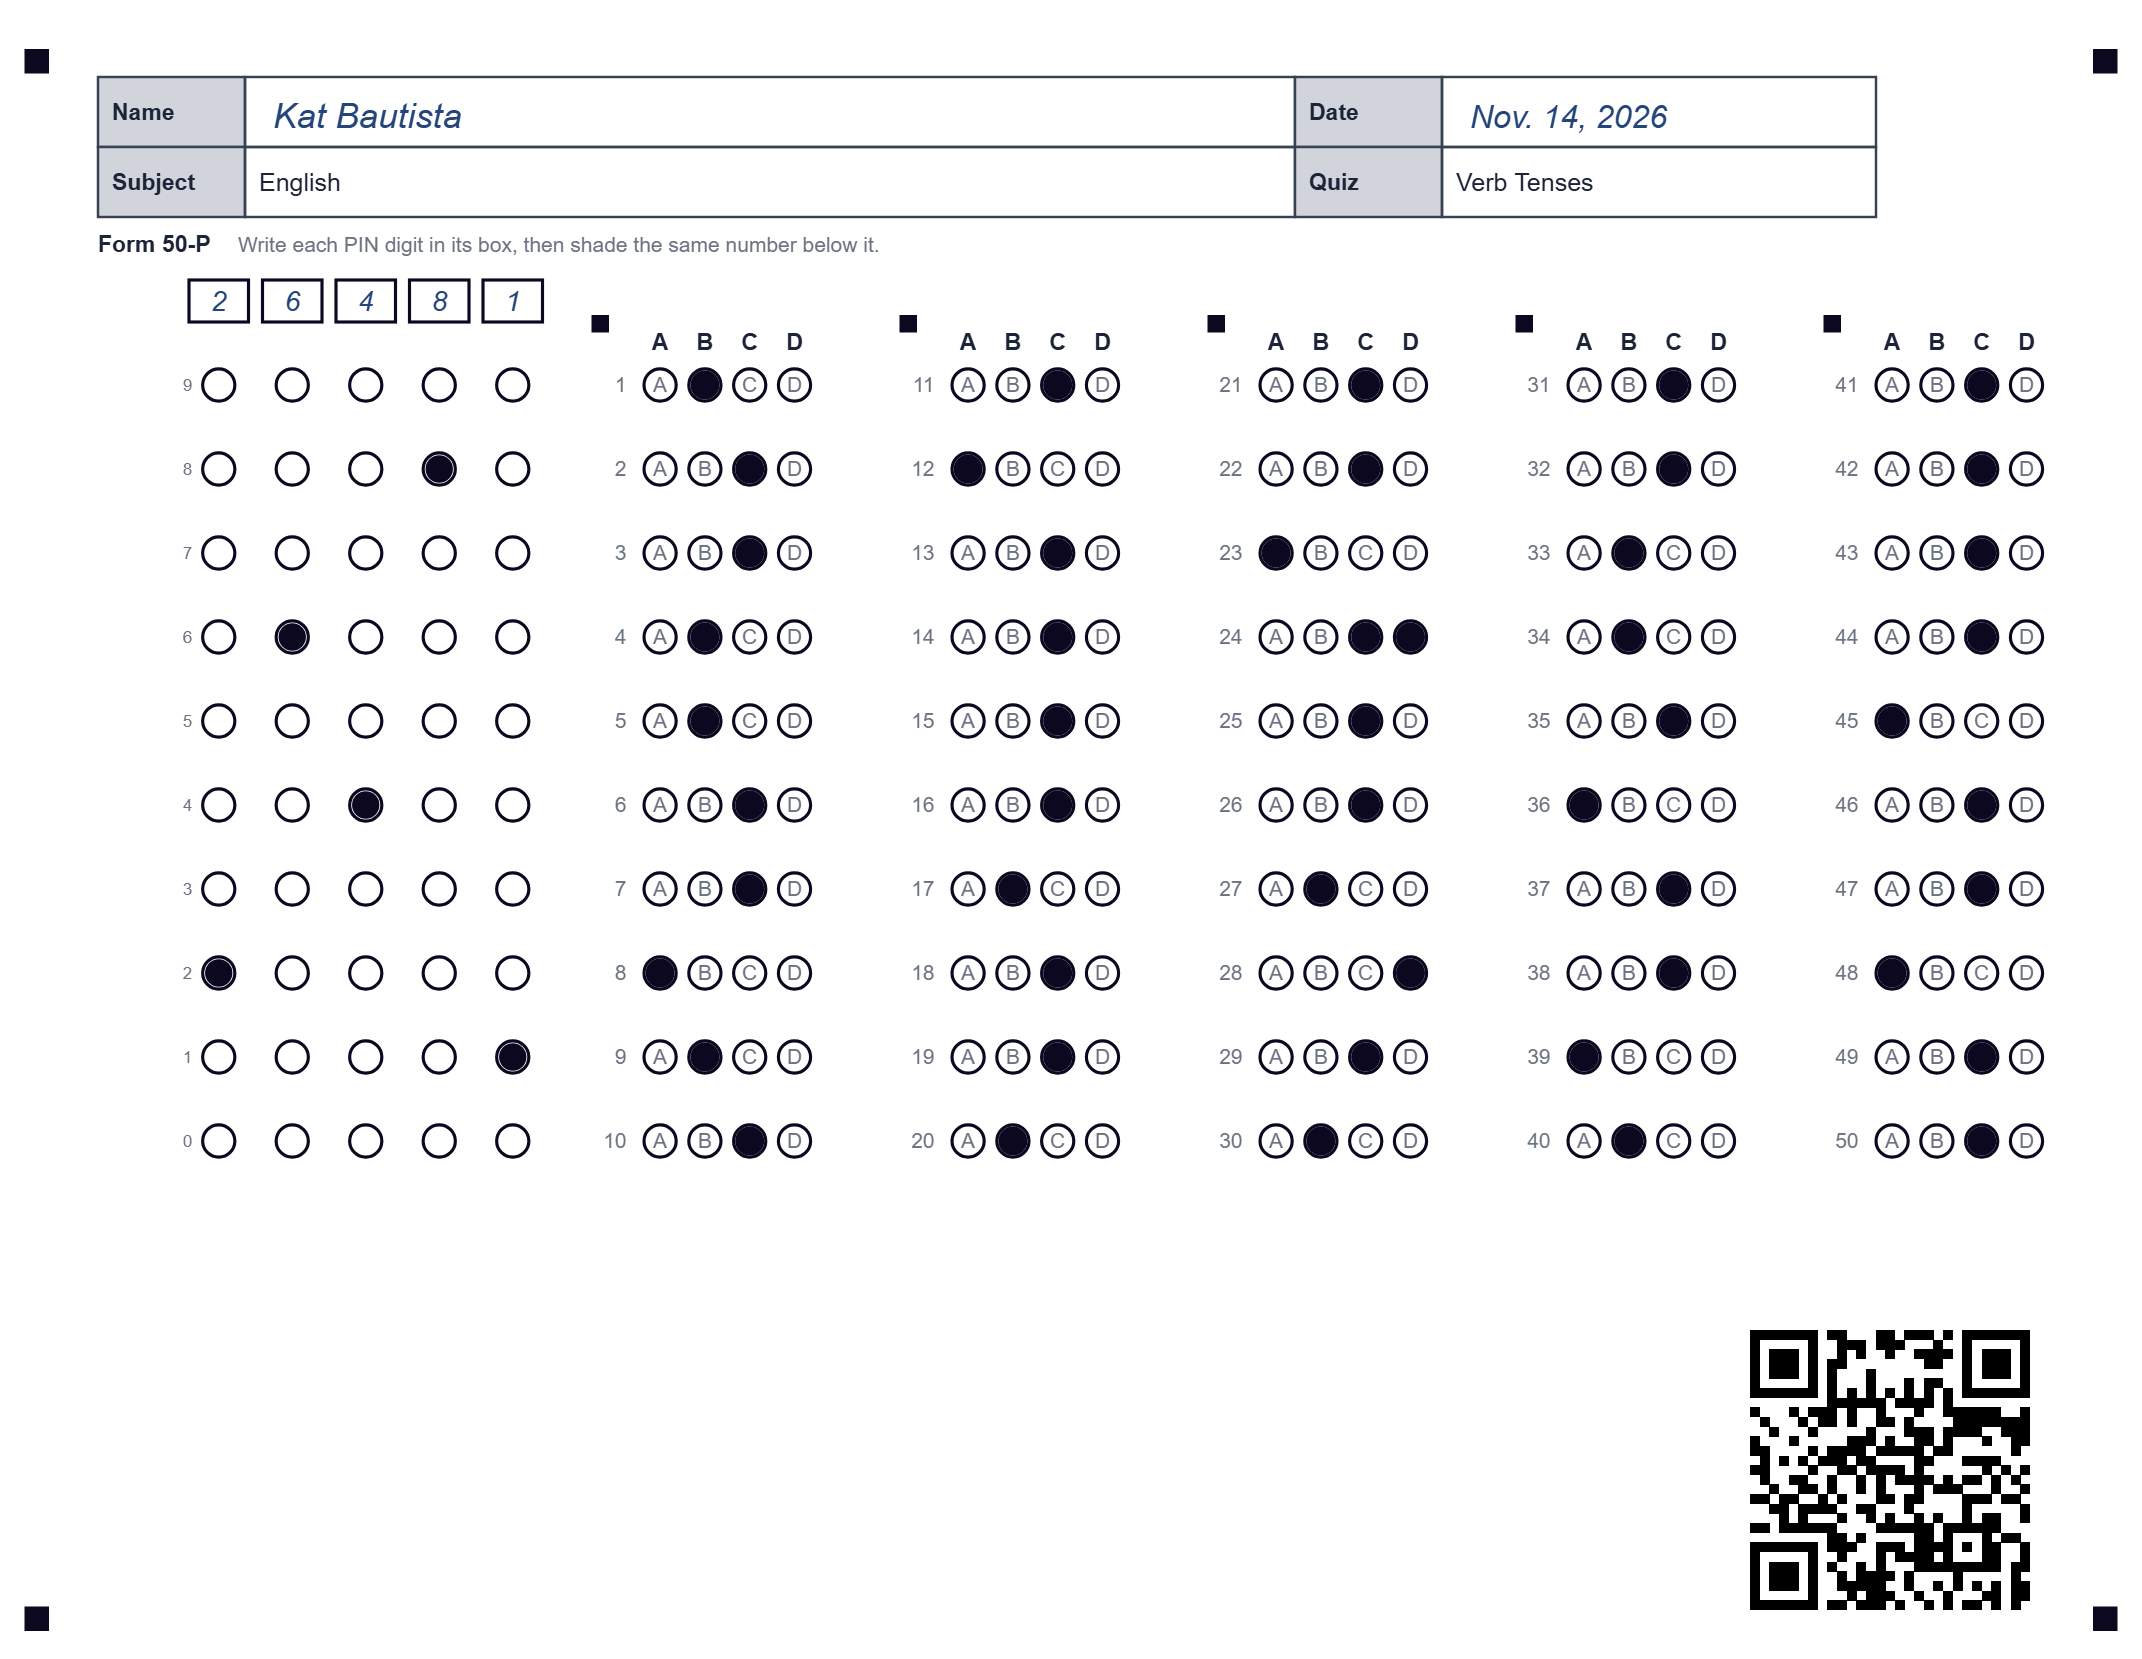 Name Kat Bautista Date Nov. 14, 2026
Subject English Quiz Verb Tenses
Form 50-P Write each PIN digit in its box, then shade the same number below it.
2 6 4 8 1
A B C D A B C D A B C D A B C D A B C D
9 1 A C D 11 A B D 21 A B D 31 A B D 41 A B D
8 2 A B D 12 B C D 22 A B D 32 A B D 42 A B D
7 3 A B D 13 A B D 23 B C D 33 A C D 43 A B D
6 4 A C D 14 A B D 24 A B 34 A C D 44 A B D
5 5 A C D 15 A B D 25 A B D 35 A B D 45 B C D
4 6 A B D 16 A B D 26 A B D 36 B C D 46 A B D
3 7 A B D 17 A C D 27 A C D 37 A B D 47 A B D
2 8 B C D 18 A B D 28 A B C 38 A B D 48 B C D
1 9 A C D 19 A B D 29 A B D 39 B C D 49 A B D
0 10 A B D 20 A C D 30 A C D 40 A C D 50 A B D